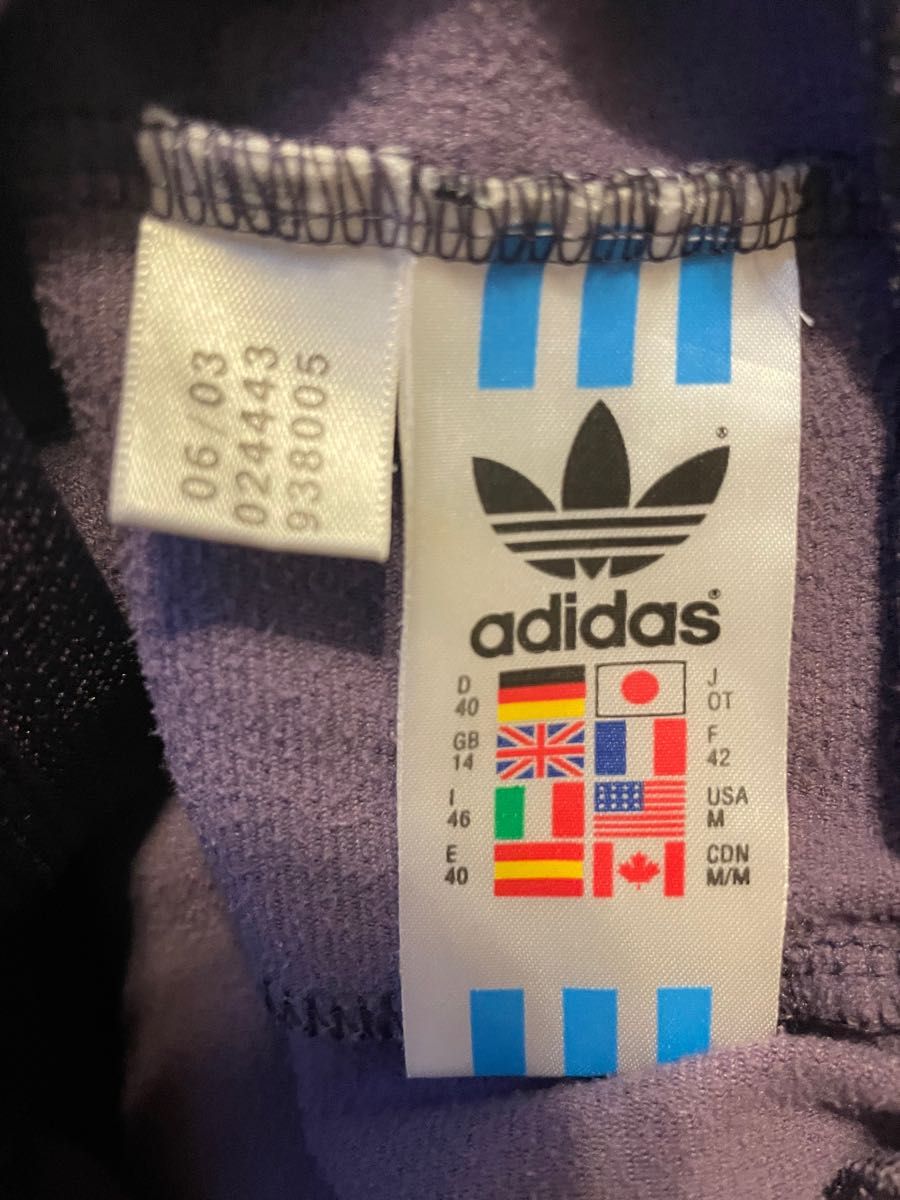 06/03
024443
938005
®
adidas®
D
40
J
OT
GB
14
F
42
I
46
USA
M
E
40
CDN
M/M